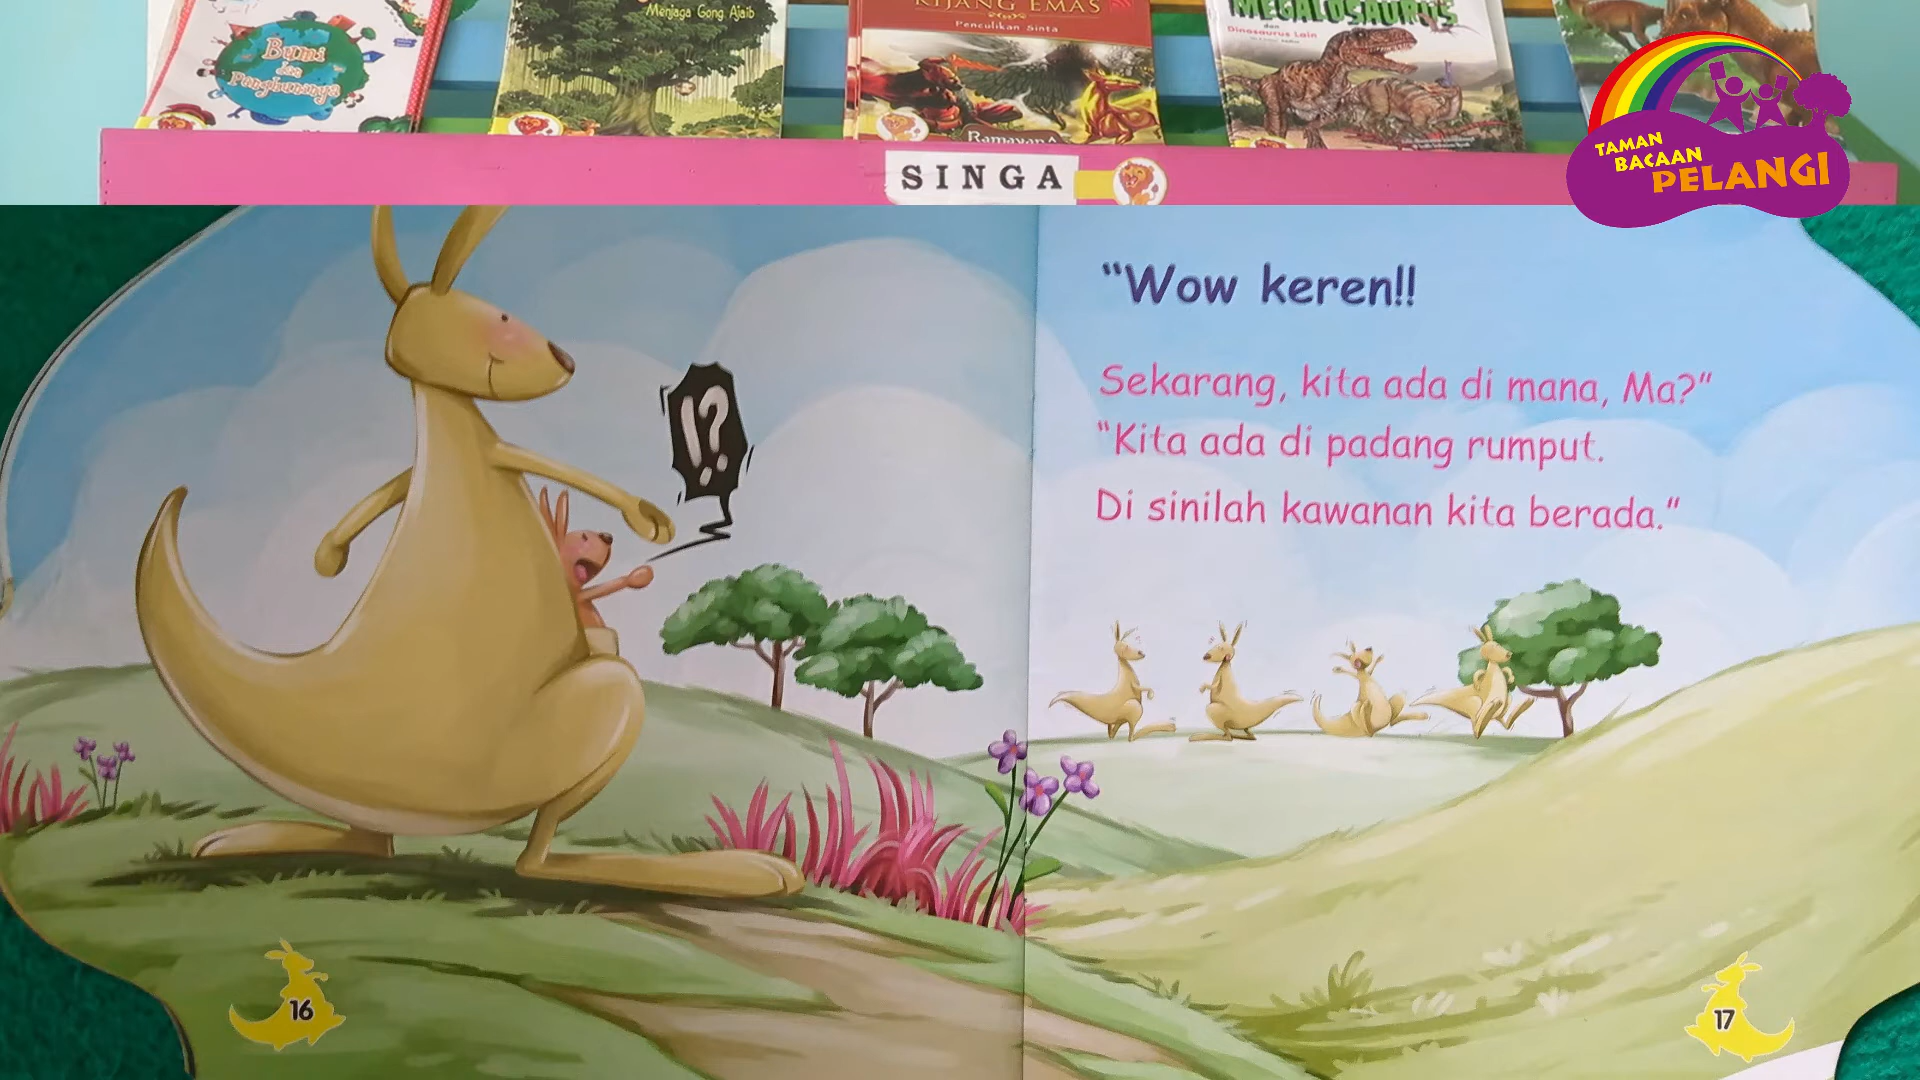 Bumi
dan
Penghuninya
Menjaga Gong Ajaib
KIJANG EMAS
Penculikan Sinta
RAMAYANA
MEGALOSAURUS
dan
Dinosaurus Lain
SINGA
TAMAN
BACAAN
PELANGI
"Wow keren!!
Sekarang, kita ada di mana, Ma?"
"Kita ada di padang rumput.
Di sinilah kawanan kita berada."
!?
16
17